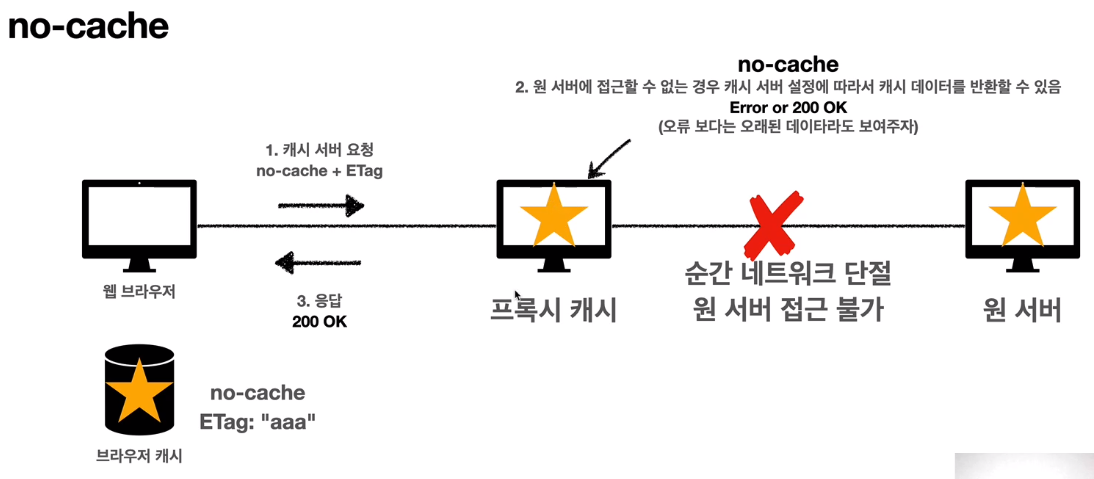 no-cache
no-cache
2. 원 서버에 접근할 수 없는 경우 캐시 서버 설정에 따라서 캐시 데이터를 반환할 수 있음
Error or 200 OK
(오류 보다는 오래된 데이타라도 보여주자)
1. 캐시 서버 요청
no-cache + ETag
웹 브라우저
3. 응답
200 OK
프록시 캐시
순간 네트워크 단절
원 서버 접근 불가
원 서버
no-cache
ETag: "aaa"
브라우저 캐시